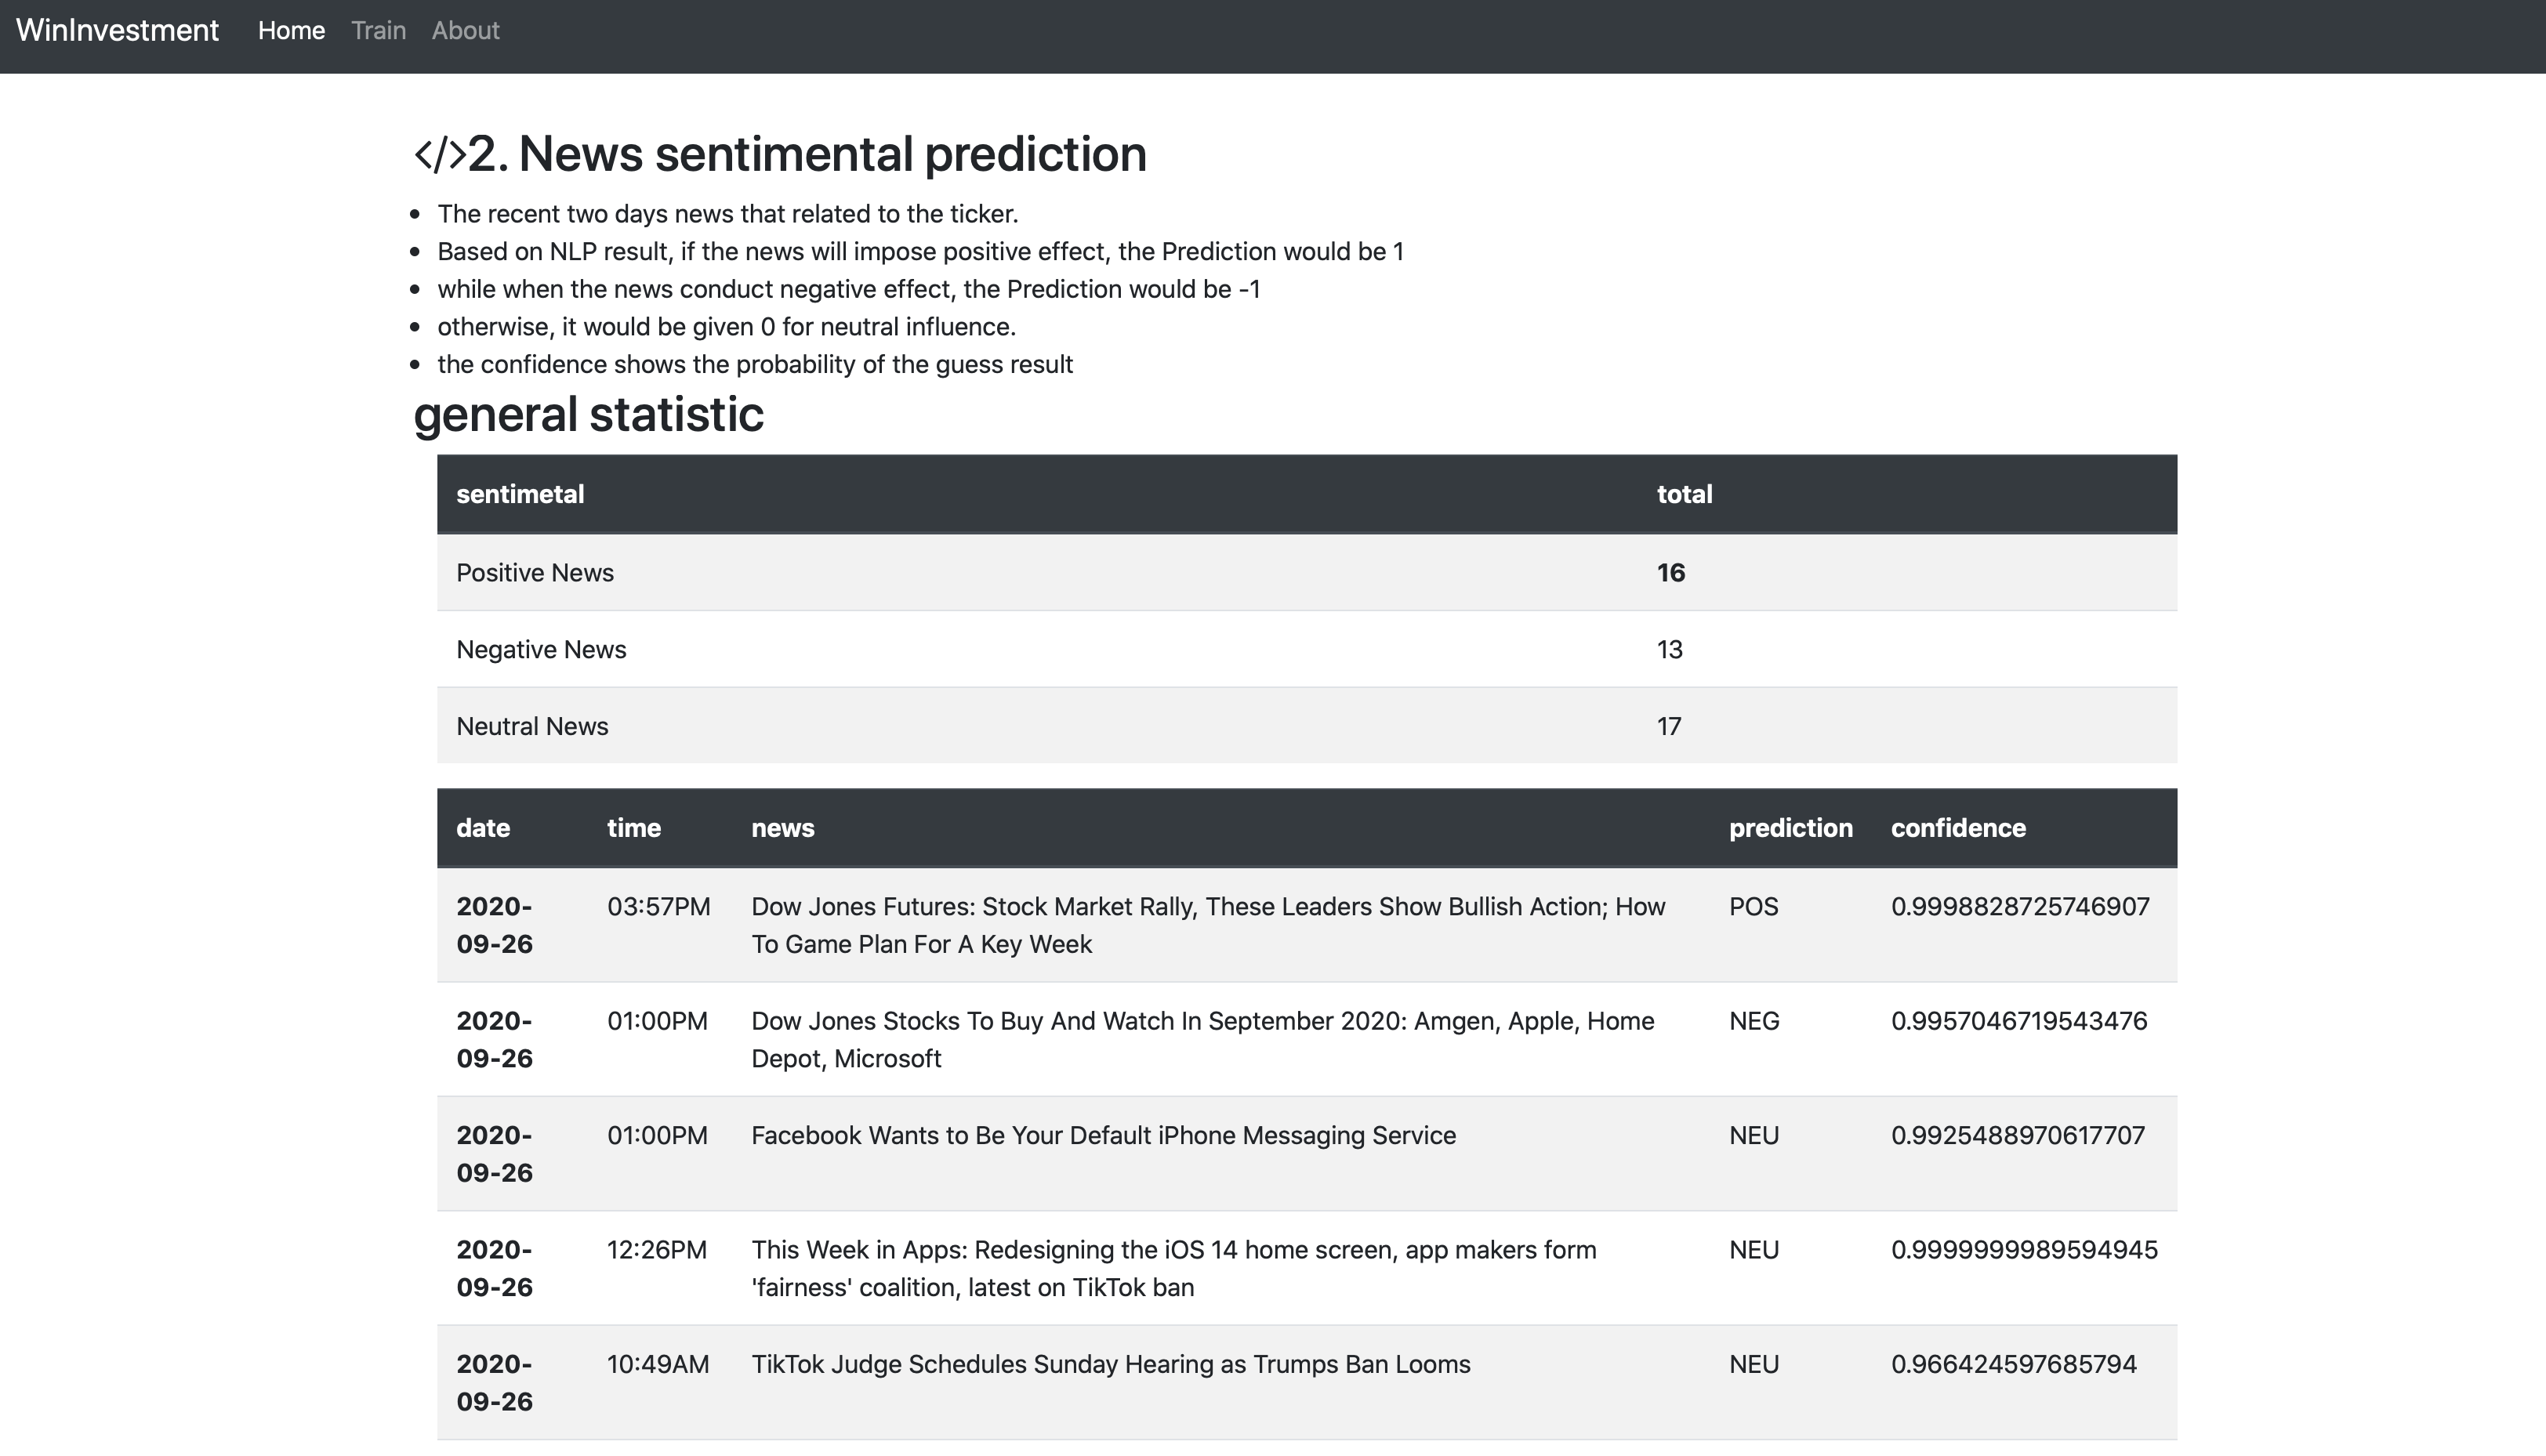 WinInvestment Home Train About
</>2. News sentimental prediction
• The recent two days news that related to the ticker.
• Based on NLP result, if the news will impose positive effect, the Prediction would be 1
• while when the news conduct negative effect, the Prediction would be -1
• otherwise, it would be given 0 for neutral influence.
• the confidence shows the probability of the guess result
general statistic
sentimetal total
Positive News 16
Negative News 13
Neutral News 17
date time news prediction confidence
2020- 03:57PM Dow Jones Futures: Stock Market Rally, These Leaders Show Bullish Action; How POS 0.9998828725746907
09-26 To Game Plan For A Key Week
2020- 01:00PM Dow Jones Stocks To Buy And Watch In September 2020: Amgen, Apple, Home NEG 0.9957046719543476
09-26 Depot, Microsoft
2020- 01:00PM Facebook Wants to Be Your Default iPhone Messaging Service NEU 0.9925488970617707
09-26
2020- 12:26PM This Week in Apps: Redesigning the iOS 14 home screen, app makers form NEU 0.9999999989594945
09-26 'fairness' coalition, latest on TikTok ban
2020- 10:49AM TikTok Judge Schedules Sunday Hearing as Trumps Ban Looms NEU 0.966424597685794
09-26